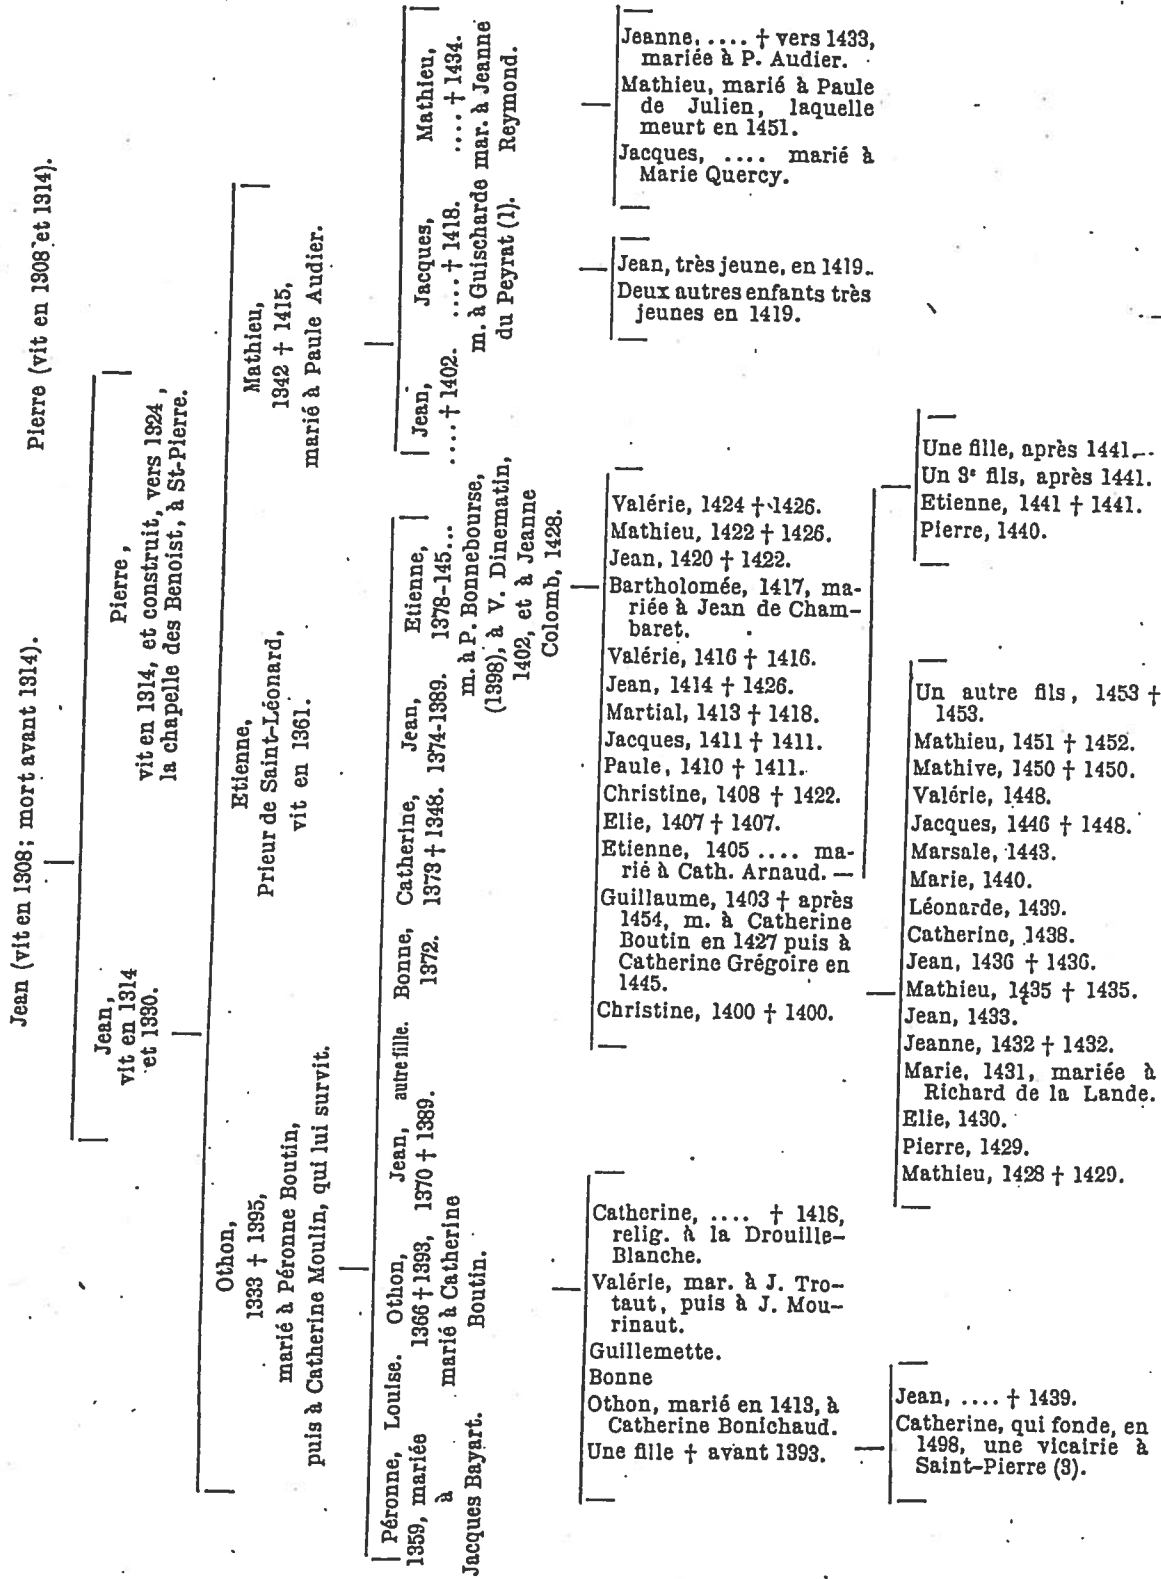 Jean (vit en 1308; mort avant 1314).
Pierre (vit en 1308 et 1314).
Jean,
vit en 1314
et 1330.
Pierre,
vit en 1314, et construit, vers 1324,
la chapelle des Benoist, à St-Pierre.
Othon,
1333 † 1395,
marié à Péronne Boutin,
puis à Catherine Moulin, qui lui survit.
Etienne,
Prieur de Saint-Léonard,
vit en 1361.
Mathieu,
1342 † 1415,
marié à Paule Audier.
Péronne,
1359, mariée
à
Jacques Bayart.
Louise.
Othon,
1366 † 1393,
marié à Catherine
Boutin.
Jean,
1370 † 1389.
autre fille.
Bonne,
1372.
Catherine,
1373 † 1348.
Jean,
1374-1389.
Etienne,
1378-145...
m. à P. Bonnebourse,
(1398), à V. Dinematin,
1402, et à Jeanne
Colomb, 1428.
Jean,
.... † 1402.
Jacques,
.... † 1418.
m. à Guischarde
du Peyrat (1).
Mathieu,
.... † 1434.
mar. à Jeanne
Reymond.
Jeanne, .... † vers 1433,
mariée à P. Audier.
Mathieu, marié à Paule
de Julien, laquelle
meurt en 1451.
Jacques, .... marié à
Marie Quercy.
Jean, très jeune, en 1419.
Deux autres enfants très
jeunes en 1419.
Valérie, 1424 † 1426.
Mathieu, 1422 † 1426.
Jean, 1420 † 1422.
Bartholomée, 1417, ma-
riée à Jean de Cham-
baret.
Valérie, 1416 † 1416.
Jean, 1414 † 1426.
Martial, 1413 † 1418.
Jacques, 1411 † 1411.
Paule, 1410 † 1411.
Christine, 1408 † 1422.
Elie, 1407 † 1407.
Etienne, 1405 .... ma-
rié à Cath. Arnaud.
Guillaume, 1403 † après
1454, m. à Catherine
Boutin en 1427 puis à
Catherine Grégoire en
1445.
Christine, 1400 † 1400.
Une fille, après 1441.
Un 3e fils, après 1441.
Etienne, 1441 † 1441.
Pierre, 1440.
Un autre fils, 1453 †
1453.
Mathieu, 1451 † 1452.
Mathive, 1450 † 1450.
Valérie, 1448.
Jacques, 1446 † 1448.
Marsale, 1443.
Marie, 1440.
Léonarde, 1439.
Catherine, 1438.
Jean, 1436 † 1436.
Mathieu, 1435 † 1435.
Jean, 1433.
Jeanne, 1432 † 1432.
Marie, 1431, mariée à
Richard de la Lande.
Elie, 1430.
Pierre, 1429.
Mathieu, 1428 † 1429.
Catherine, .... † 1418,
relig. à la Drouille-
Blanche.
Valérie, mar. à J. Tro-
taut, puis à J. Mou-
rinaut.
Guillemette.
Bonne
Othon, marié en 1413, à
Catherine Bonichaud.
Une fille † avant 1393.
Jean, .... † 1439.
Catherine, qui fonde, en
1498, une vicairie à
Saint-Pierre (3).